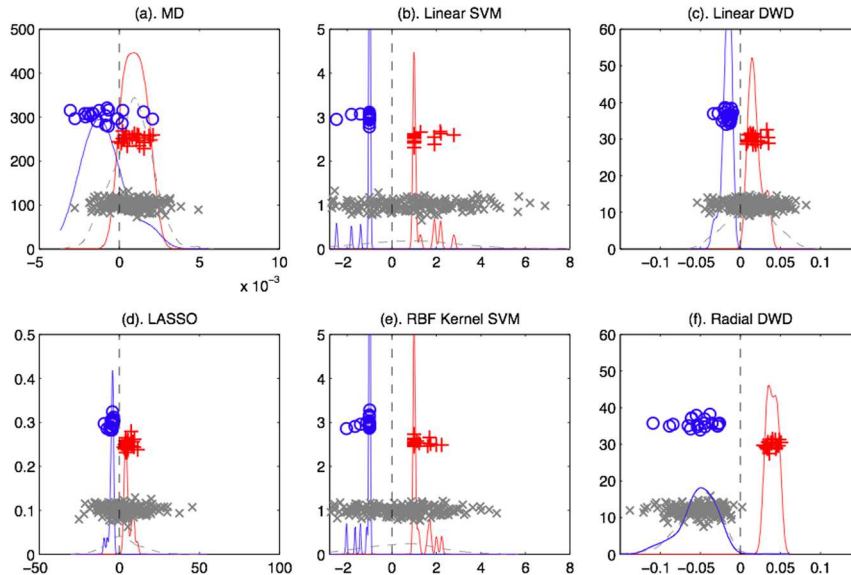 (a). MD
500
400
300
200
100
0
-5 0 5 10
x 10⁻³
(b). Linear SVM
5
4
3
2
1
0
-2 0 2 4 6 8
(c). Linear DWD
60
50
40
30
20
10
0
-0.1 -0.05 0 0.05 0.1
(d). LASSO
0.5
0.4
0.3
0.2
0.1
0
-50 0 50 100
(e). RBF Kernel SVM
5
4
3
2
1
0
-2 0 2 4 6 8
(f). Radial DWD
60
50
40
30
20
10
0
-0.1 -0.05 0 0.05 0.1